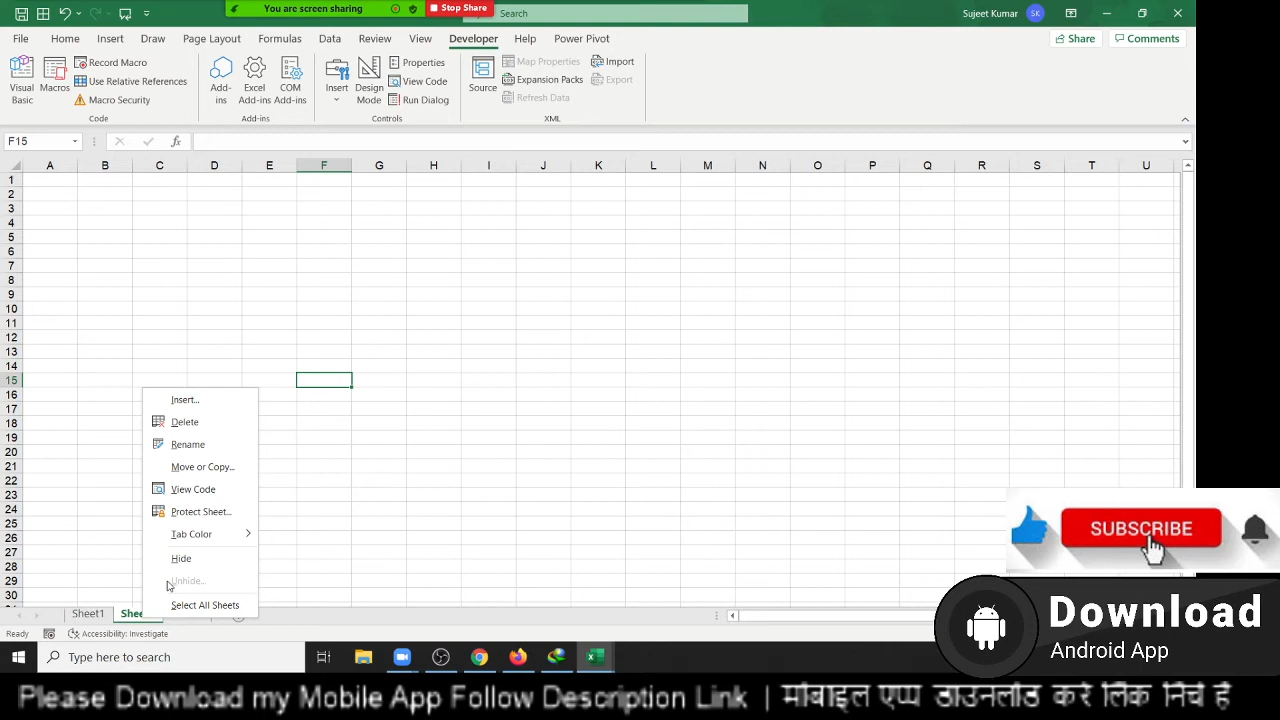 You are screen sharing
Stop Share
Search
Sujeet Kumar
SK
File Home Insert Draw Page Layout Formulas Data Review View Developer Help Power Pivot
Share
Comments
Visual Basic
Macros
Record Macro
Use Relative References
Macro Security
Code
Add-ins
Excel Add-ins
COM Add-ins
Add-ins
Insert
Design Mode
Properties
View Code
Run Dialog
Controls
Source
Map Properties
Expansion Packs
Refresh Data
Import
Export
XML
F15
fx
A B C D E F G H I J K L M N O P Q R S T U
1
2
3
4
5
6
7
8
9
10
11
12
13
14
15
16
17
18
19
20
21
22
23
24
25
26
27
28
29
Insert...
Delete
Rename
Move or Copy...
View Code
Protect Sheet...
Tab Color
Hide
Unhide...
Select All Sheets
Sheet1
Shee
Ready
Accessibility: Investigate
Type here to search
SUBSCRIBE
Download
Android App
Please Download my Mobile App Follow Description Link | मोबाइल एप्प डाउनलोड करे लिंक निचे हैं